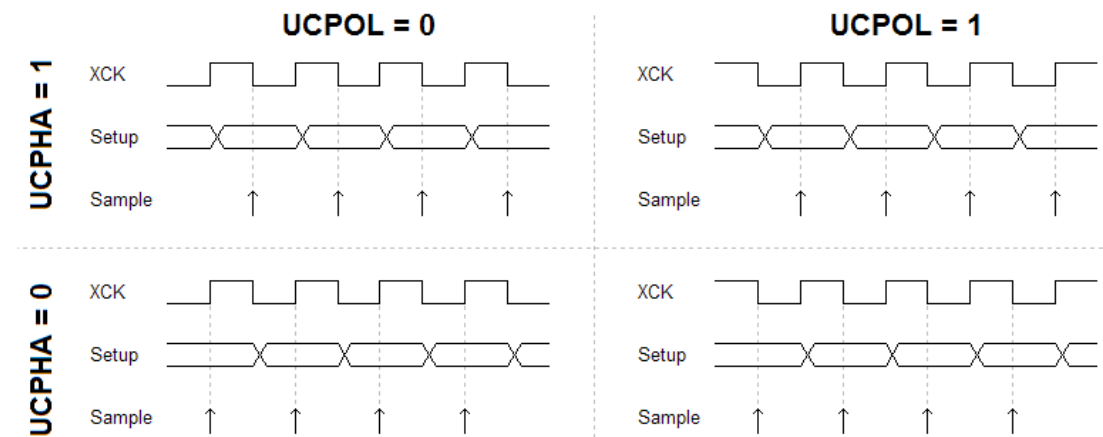 UCPOL = 0
UCPOL = 1
UCPHA = 1
XCK
Setup
Sample
XCK
Setup
Sample
UCPHA = 0
XCK
Setup
Sample
XCK
Setup
Sample